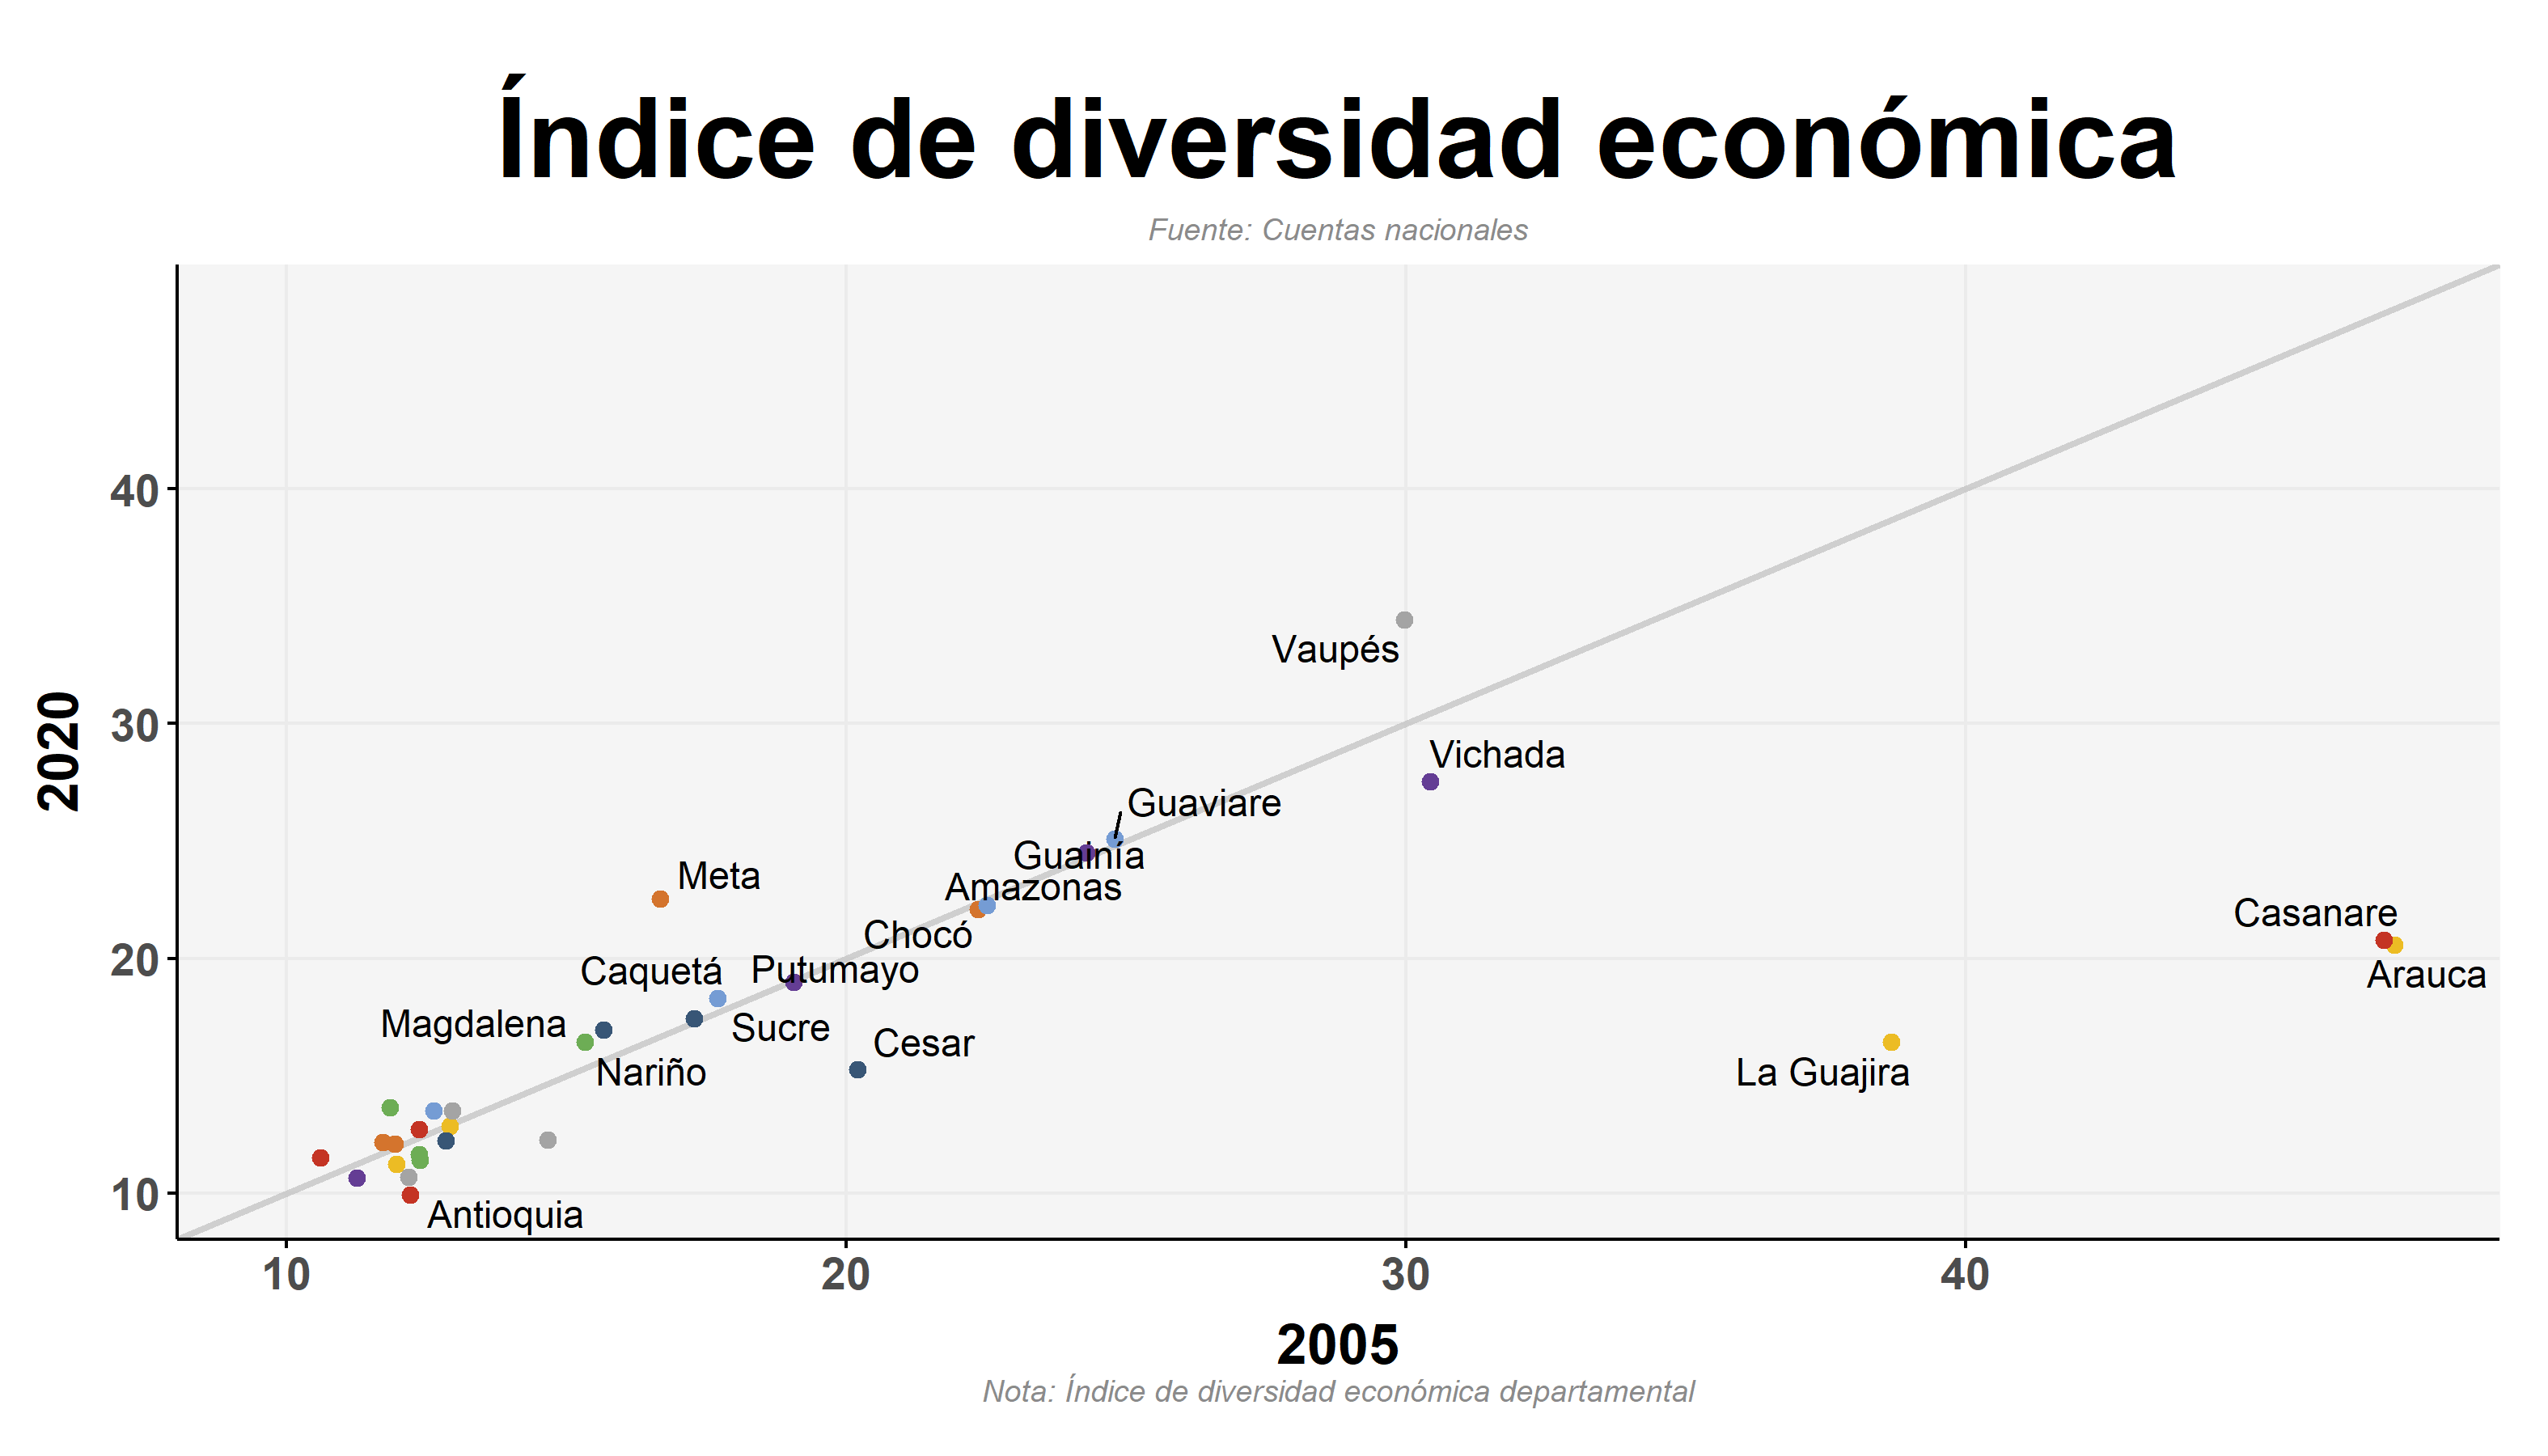 Índice de diversidad económica
Fuente: Cuentas nacionales
2020
40
30
20
10
Vaupés
Vichada
Guaviare
Guainía
Meta
Amazonas
Casanare
Chocó
Caquetá
Putumayo
Arauca
Magdalena
Sucre
Cesar
Nariño
La Guajira
Antioquia
10
20
30
40
2005
Nota: Índice de diversidad económica departamental